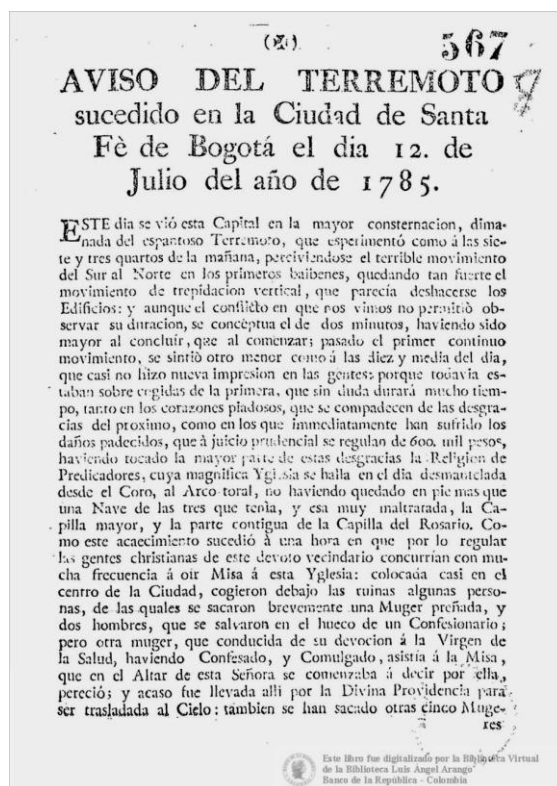 (✠)
567
AVISO DEL TERREMOTO
sucedido en la Ciudad de Santa
Fè de Bogotá el dia 12. de
Julio del año de 1785.
ESTE dia se vió esta Capital en la mayor consternacion, dima-
nada del espantoso Terremoto, que esperimentó como á las sie-
te y tres quartos de la mañana, perciviendose el terrible movimiento
del Sur al Norte en los primeros baibenes, quedando tan fuerte el
movimiento de trepidacion vertical, que parecía deshacerse los
Edificios: y aunque el conflicto en que nos vimos no permitió ob-
servar su duracion, se conceptua el de dos minutos, haviendo sido
mayor al concluir, que al comenzar; pasado el primer continuo
movimiento, se sintió otro menor como á las diez y media del dia,
que casi no hizo nueva impresion en las gentes: porque todavia es-
taban sobre cogidas de la primera, que sin duda durará mucho tiem-
po, tanto en los corazones piadosos, que se compadecen de las desgra-
cias del proximo, como en los que immediatamente han sufrido los
daños padecidos, que à juicio prudencial se regulan de 600. mil pesos,
haviendo tocado la mayor parte de estas desgracias la Religion de
Predicadores, cuya magnifica Yglesia se halla en el dia desmantelada
desde el Coro, al Arco toral, no haviendo quedado en pie mas que
una Nave de las tres que tenia, y esa muy maltratada, la Ca-
pilla mayor, y la parte contigua de la Capilla del Rosario. Co-
mo este acaecimiento sucedió á una hora en que por lo regular
las gentes christianas de este devoto vecindario concurrían con mu-
cha frecuencia á oir Misa á esta Yglesia: colocada casi en el
centro de la Ciudad, cogieron debajo las ruinas algunas perso-
nas, de las quales se sacaron brevemente una Muger preñada, y
dos hombres, que se salvaron en el hueco de un Confesionario;
pero otra muger, que conducida de su devocion á la Virgen de
la Salud, haviendo Confesado, y Comulgado, asistía á la Misa,
que en el Altar de esta Señora se comenzaba á decir por ella,
pereció; y acaso fue llevada alli por la Divina Providencia para
ser trasladada al Cielo: tambien se han sacado otras cinco Muge-
res
Este libro fue digitalizado por la Biblioteca Virtual
de la Biblioteca Luis Ángel Arango
Banco de la República - Colombia